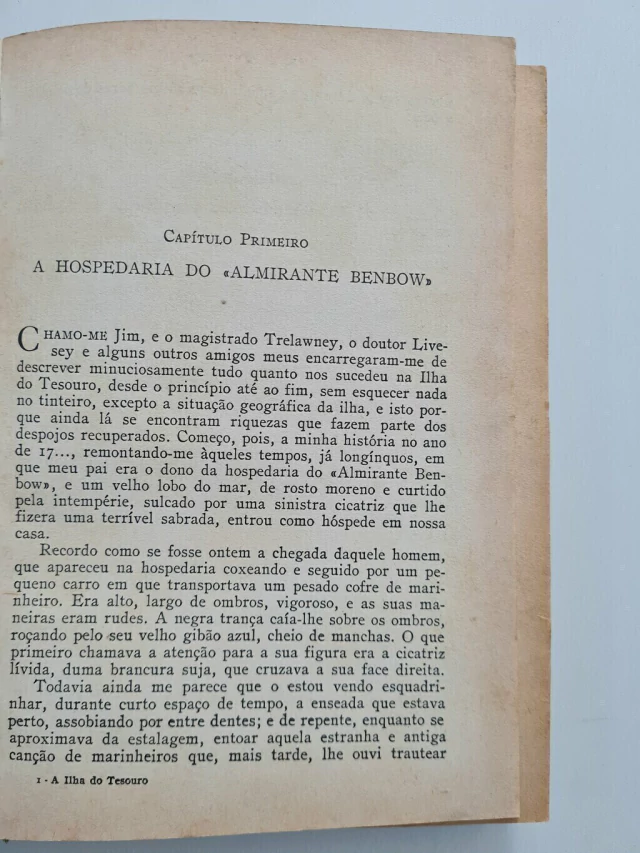 CAPÍTULO PRIMEIRO
A HOSPEDARIA DO «ALMIRANTE BENBOW»
CHAMO-ME Jim, e o magistrado Trelawney, o doutor Live-
sey e alguns outros amigos meus encarregaram-me de
descrever minuciosamente tudo quanto nos sucedeu na Ilha
do Tesouro, desde o princípio até ao fim, sem esquecer nada
no tinteiro, excepto a situação geográfica da ilha, e isto por-
que ainda lá se encontram riquezas que fazem parte dos
despojos recuperados. Começo, pois, a minha história no ano
de 17..., remontando-me àqueles tempos, já longínquos, em
que meu pai era o dono da hospedaria do «Almirante Ben-
bow», e um velho lobo do mar, de rosto moreno e curtido
pela intempérie, sulcado por uma sinistra cicatriz que lhe
fizera uma terrível sabrada, entrou como hóspede em nossa
casa.
Recordo como se fosse ontem a chegada daquele homem,
que apareceu na hospedaria coxeando e seguido por um pe-
queno carro em que transportava um pesado cofre de mari-
nheiro. Era alto, largo de ombros, vigoroso, e as suas ma-
neiras eram rudes. A negra trança caía-lhe sobre os ombros,
roçando pelo seu velho gibão azul, cheio de manchas. O que
primeiro chamava a atenção para a sua figura era a cicatriz
lívida, duma brancura suja, que cruzava a sua face direita.
Todavia ainda me parece que o estou vendo esquadri-
nhar, durante curto espaço de tempo, a enseada que estava
perto, assobiando por entre dentes; e de repente, enquanto se
aproximava da estalagem, entoar aquela estranha e antiga
canção de marinheiros que, mais tarde, lhe ouvi trautear
1 - A Ilha do Tesouro